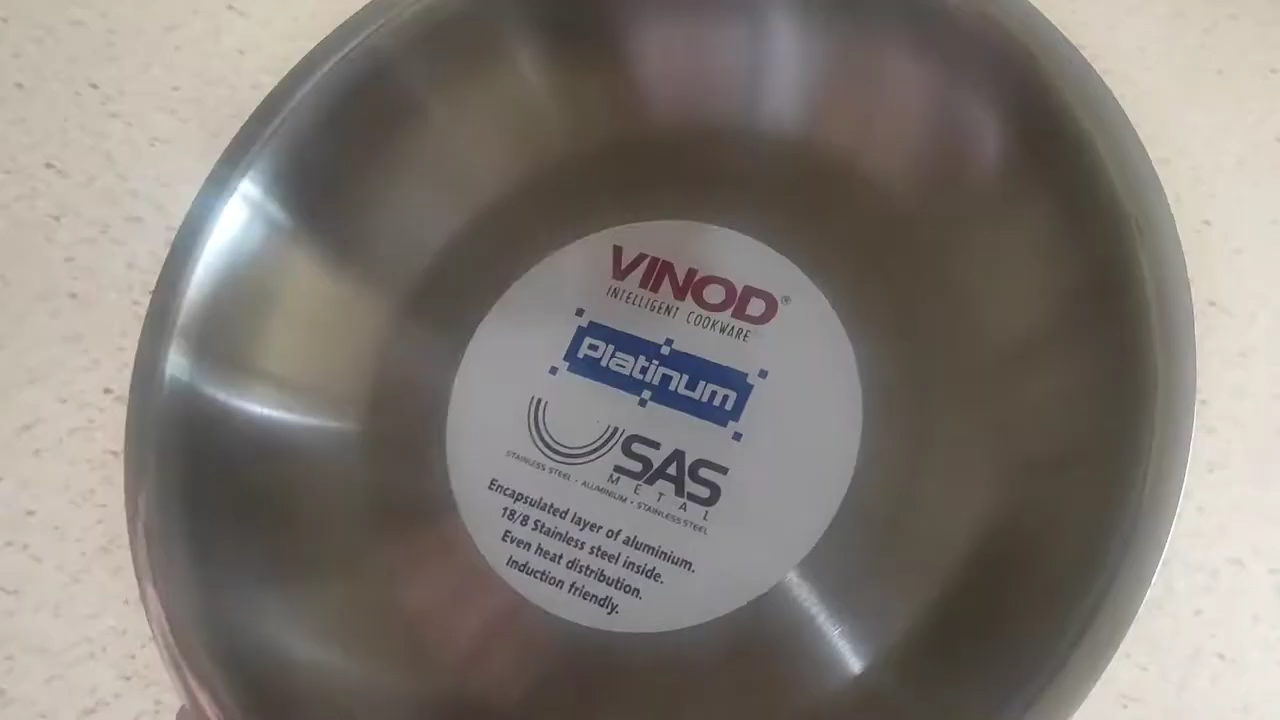 VINOD®
INTELLIGENT COOKWARE
Platinum
SAS
METAL
STAINLESS STEEL • ALUMINIUM • STAINLESS STEEL
Encapsulated layer of aluminium.
18/8 Stainless steel inside.
Even heat distribution.
Induction friendly.